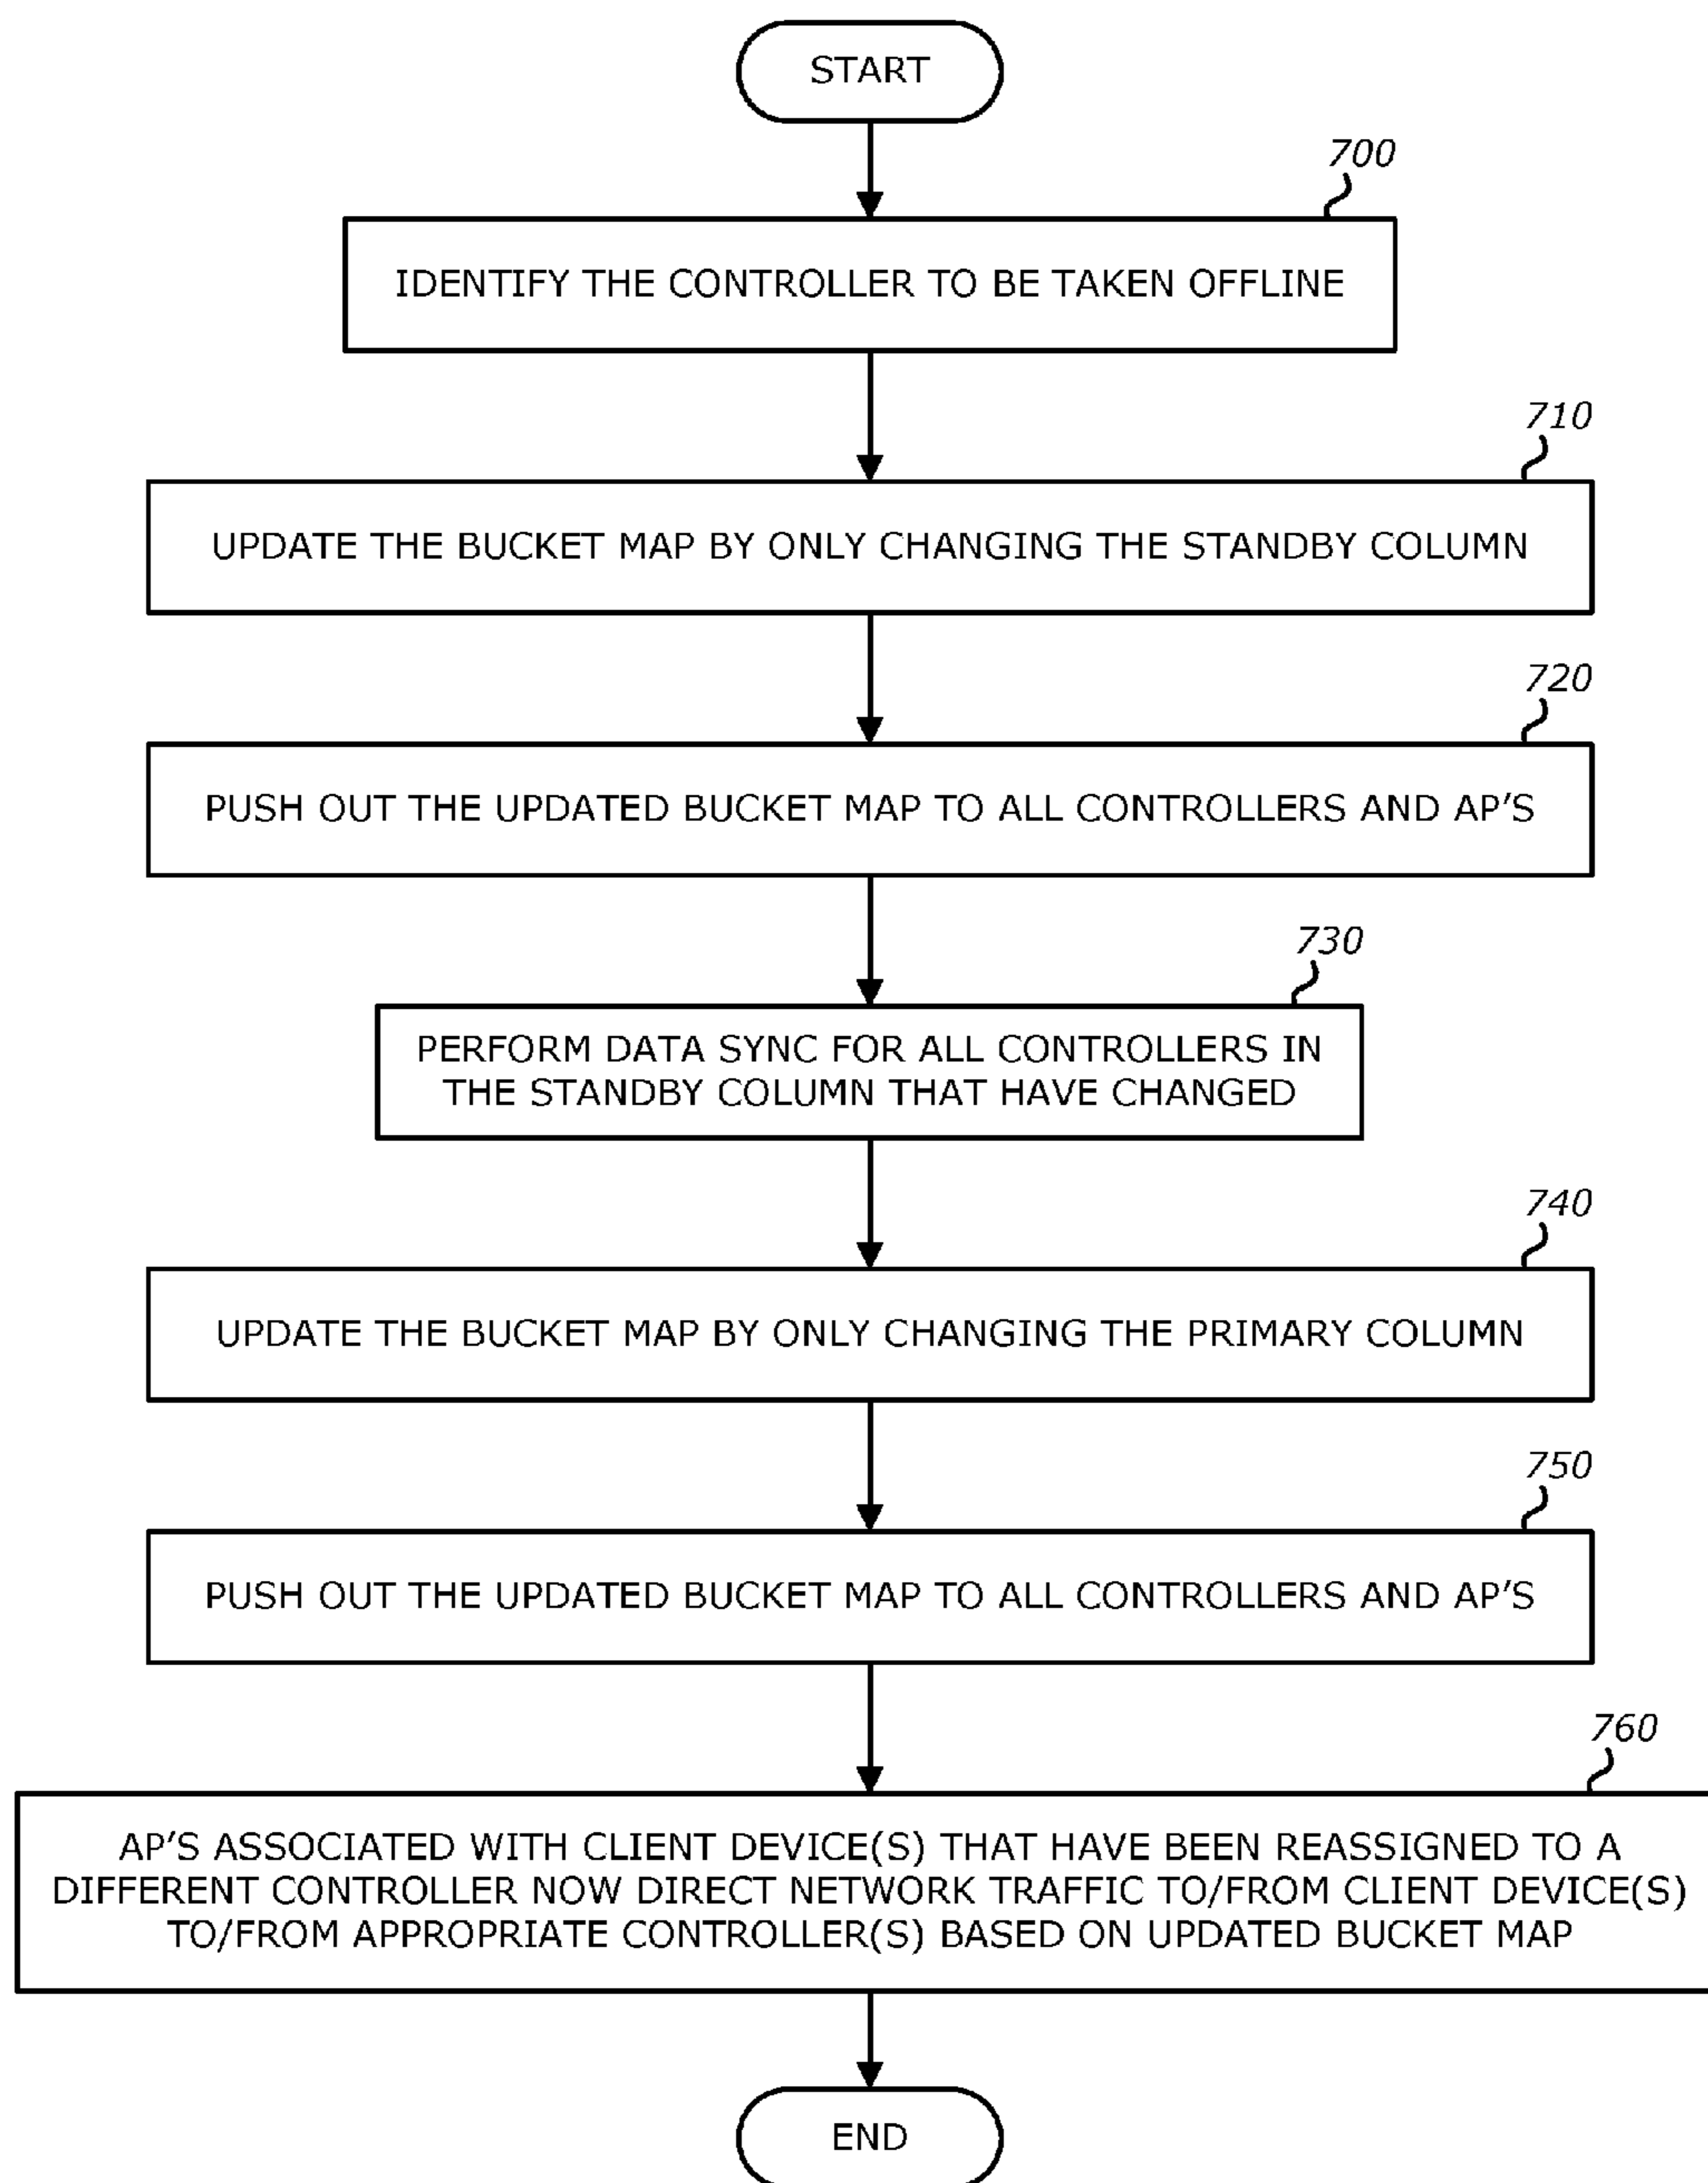 START
700
IDENTIFY THE CONTROLLER TO BE TAKEN OFFLINE
710
UPDATE THE BUCKET MAP BY ONLY CHANGING THE STANDBY COLUMN
720
PUSH OUT THE UPDATED BUCKET MAP TO ALL CONTROLLERS AND AP'S
730
PERFORM DATA SYNC FOR ALL CONTROLLERS IN
THE STANDBY COLUMN THAT HAVE CHANGED
740
UPDATE THE BUCKET MAP BY ONLY CHANGING THE PRIMARY COLUMN
750
PUSH OUT THE UPDATED BUCKET MAP TO ALL CONTROLLERS AND AP'S
760
AP'S ASSOCIATED WITH CLIENT DEVICE(S) THAT HAVE BEEN REASSIGNED TO A
DIFFERENT CONTROLLER NOW DIRECT NETWORK TRAFFIC TO/FROM CLIENT DEVICE(S)
TO/FROM APPROPRIATE CONTROLLER(S) BASED ON UPDATED BUCKET MAP
END